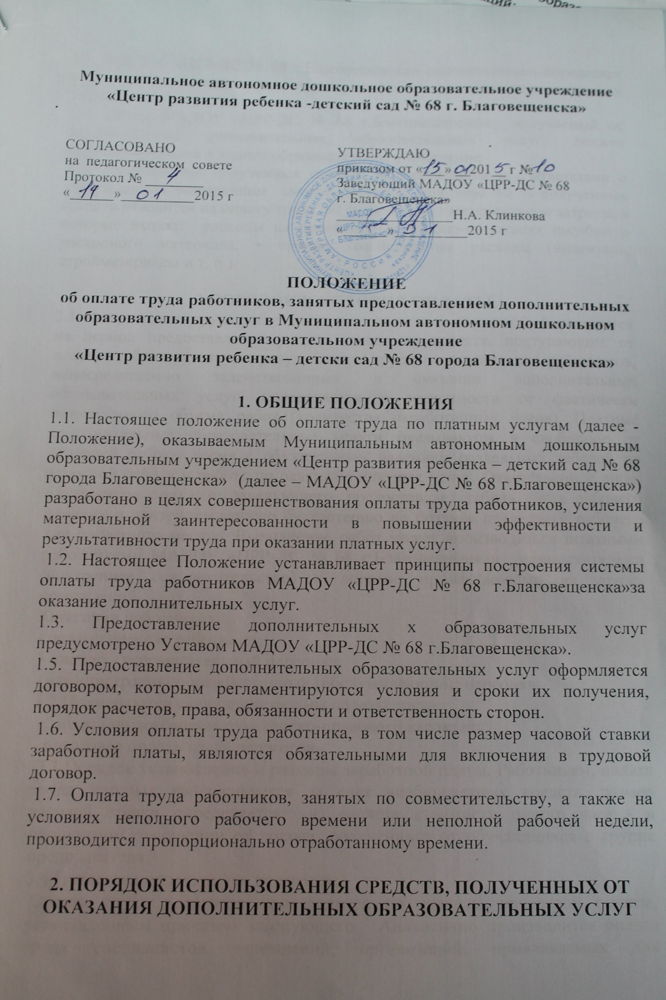 Муниципальное автономное дошкольное образовательное учреждение
«Центр развития ребенка -детский сад № 68 г. Благовещенска»
СОГЛАСОВАНО
на педагогическом совете
Протокол № 4
«14» 01 2015 г
УТВЕРЖДАЮ
приказом от «15» 01 2015 г № 10
Заведующий МАДОУ «ЦРР-ДС № 68
г. Благовещенска»
Н.А. Клинкова
« » 01 2015 г
МАДОУ
г. Благовещенск
РОССИЯ
ПОЛОЖЕНИЕ
об оплате труда работников, занятых предоставлением дополнительных
образовательных услуг в Муниципальном автономном дошкольном
образовательном учреждение
«Центр развития ребенка – детски сад № 68 города Благовещенска»
1. ОБЩИЕ ПОЛОЖЕНИЯ
1.1. Настоящее положение об оплате труда по платным услугам (далее -
Положение), оказываемым Муниципальным автономным дошкольным
образовательным учреждением «Центр развития ребенка – детский сад № 68
города Благовещенска» (далее – МАДОУ «ЦРР-ДС № 68 г.Благовещенска»)
разработано в целях совершенствования оплаты труда работников, усиления
материальной заинтересованности в повышении эффективности и
результативности труда при оказании платных услуг.
1.2. Настоящее Положение устанавливает принципы построения системы
оплаты труда работников МАДОУ «ЦРР-ДС № 68 г.Благовещенска»за
оказание дополнительных услуг.
1.3. Предоставление дополнительных х образовательных услуг
предусмотрено Уставом МАДОУ «ЦРР-ДС № 68 г.Благовещенска».
1.5. Предоставление дополнительных образовательных услуг оформляется
договором, которым регламентируются условия и сроки их получения,
порядок расчетов, права, обязанности и ответственность сторон.
1.6. Условия оплаты труда работника, в том числе размер часовой ставки
заработной платы, являются обязательными для включения в трудовой
договор.
1.7. Оплата труда работников, занятых по совместительству, а также на
условиях неполного рабочего времени или неполной рабочей недели,
производится пропорционально отработанному времени.
2. ПОРЯДОК ИСПОЛЬЗОВАНИЯ СРЕДСТВ, ПОЛУЧЕННЫХ ОТ
ОКАЗАНИЯ ДОПОЛНИТЕЛЬНЫХ ОБРАЗОВАТЕЛЬНЫХ УСЛУГ